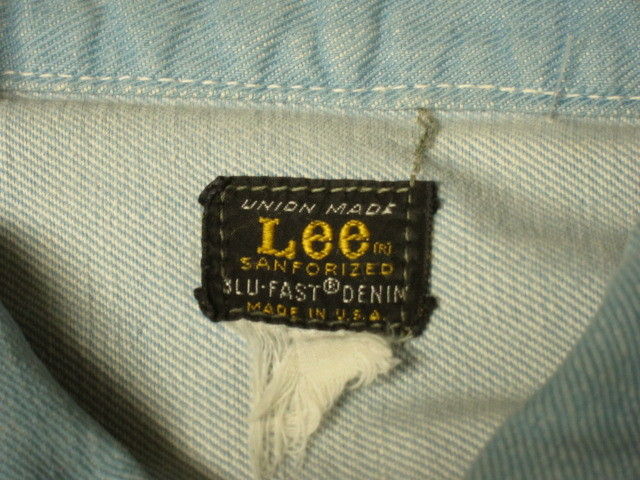 UNION MADE
Lee (R)
SANFORIZED
BLU-FAST® DENIM
MADE IN U.S.A